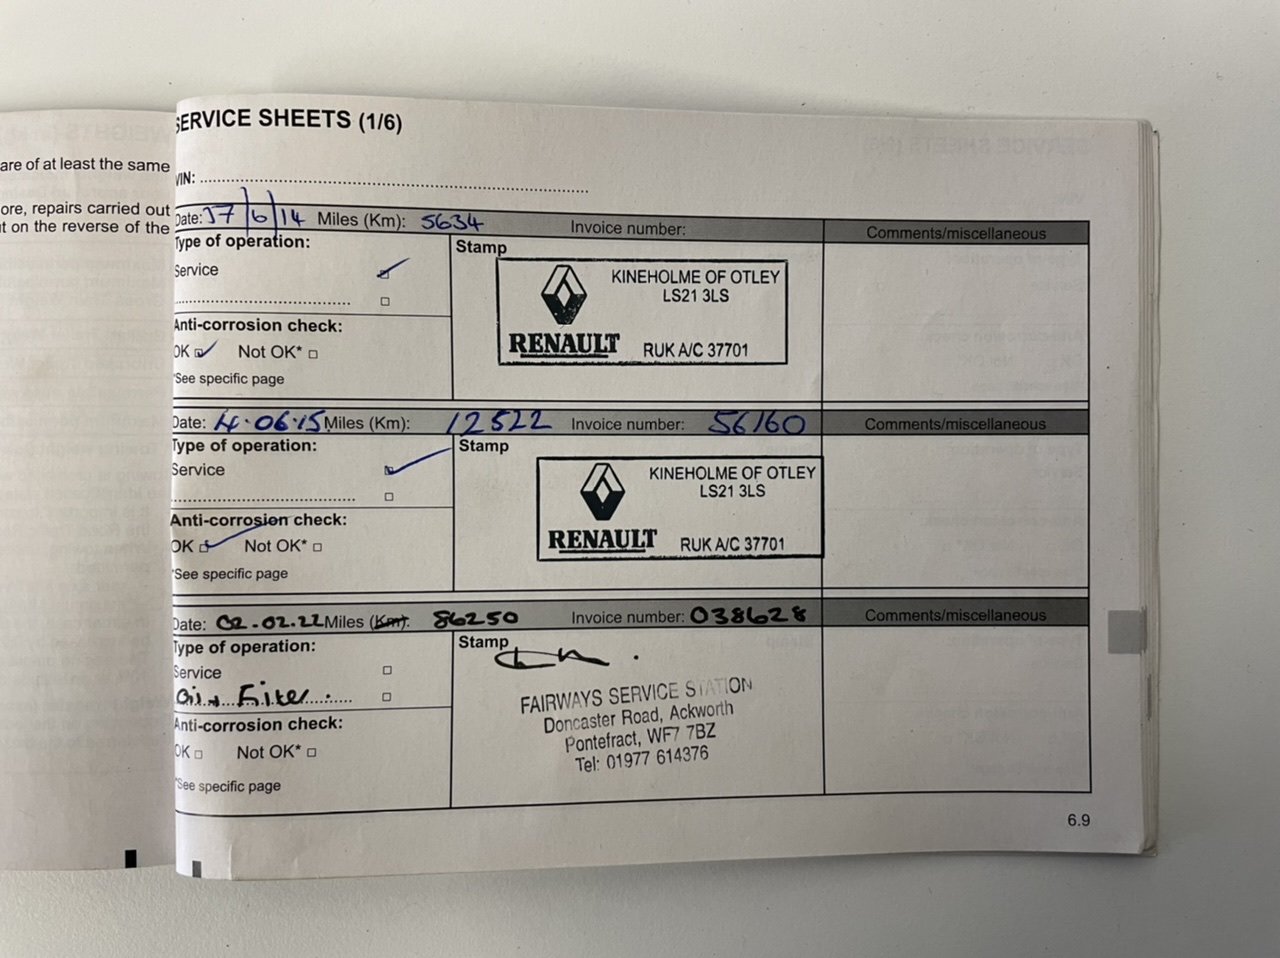 are of at least the same
ore, repairs carried out
t on the reverse of the
SERVICE SHEETS (1/6)
VIN:
Date: 17/6/14 Miles (Km): 5634 Invoice number: Comments/miscellaneous
Type of operation: Stamp
Service
KINEHOLME OF OTLEY
LS21 3LS
Anti-corrosion check:
RENAULT RUK A/C 37701
OK Not OK*
*See specific page
Date: 4.06.15 Miles (Km): 12522 Invoice number: 56160 Comments/miscellaneous
Type of operation: Stamp
Service
KINEHOLME OF OTLEY
LS21 3LS
Anti-corrosion check:
RENAULT RUK A/C 37701
OK Not OK*
*See specific page
Date: 02.02.22 Miles (Km): 86250 Invoice number: 038628 Comments/miscellaneous
Type of operation: Stamp
Service
Oil + Filter
FAIRWAYS SERVICE STATION
Doncaster Road, Ackworth
Pontefract, WF7 7BZ
Tel: 01977 614376
Anti-corrosion check:
OK Not OK*
*See specific page
6.9